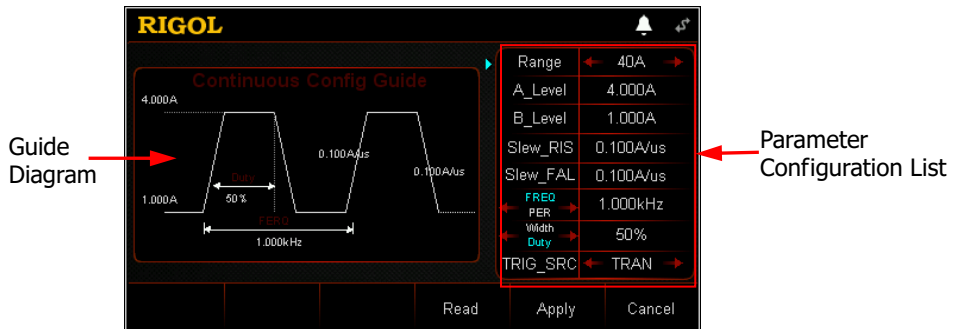 RIGOL
Continuous Config Guide
4.000A
0.100A/us
0.100A/us
Duty
50%
1.000A
FERQ
1.000kHz
Range 40A
A_Level 4.000A
B_Level 1.000A
Slew_RIS 0.100A/us
Slew_FAL 0.100A/us
FREQ
PER
1.000kHz
Width
Duty
50%
TRIG_SRC TRAN
Read Apply Cancel
Guide
Diagram
Parameter
Configuration List